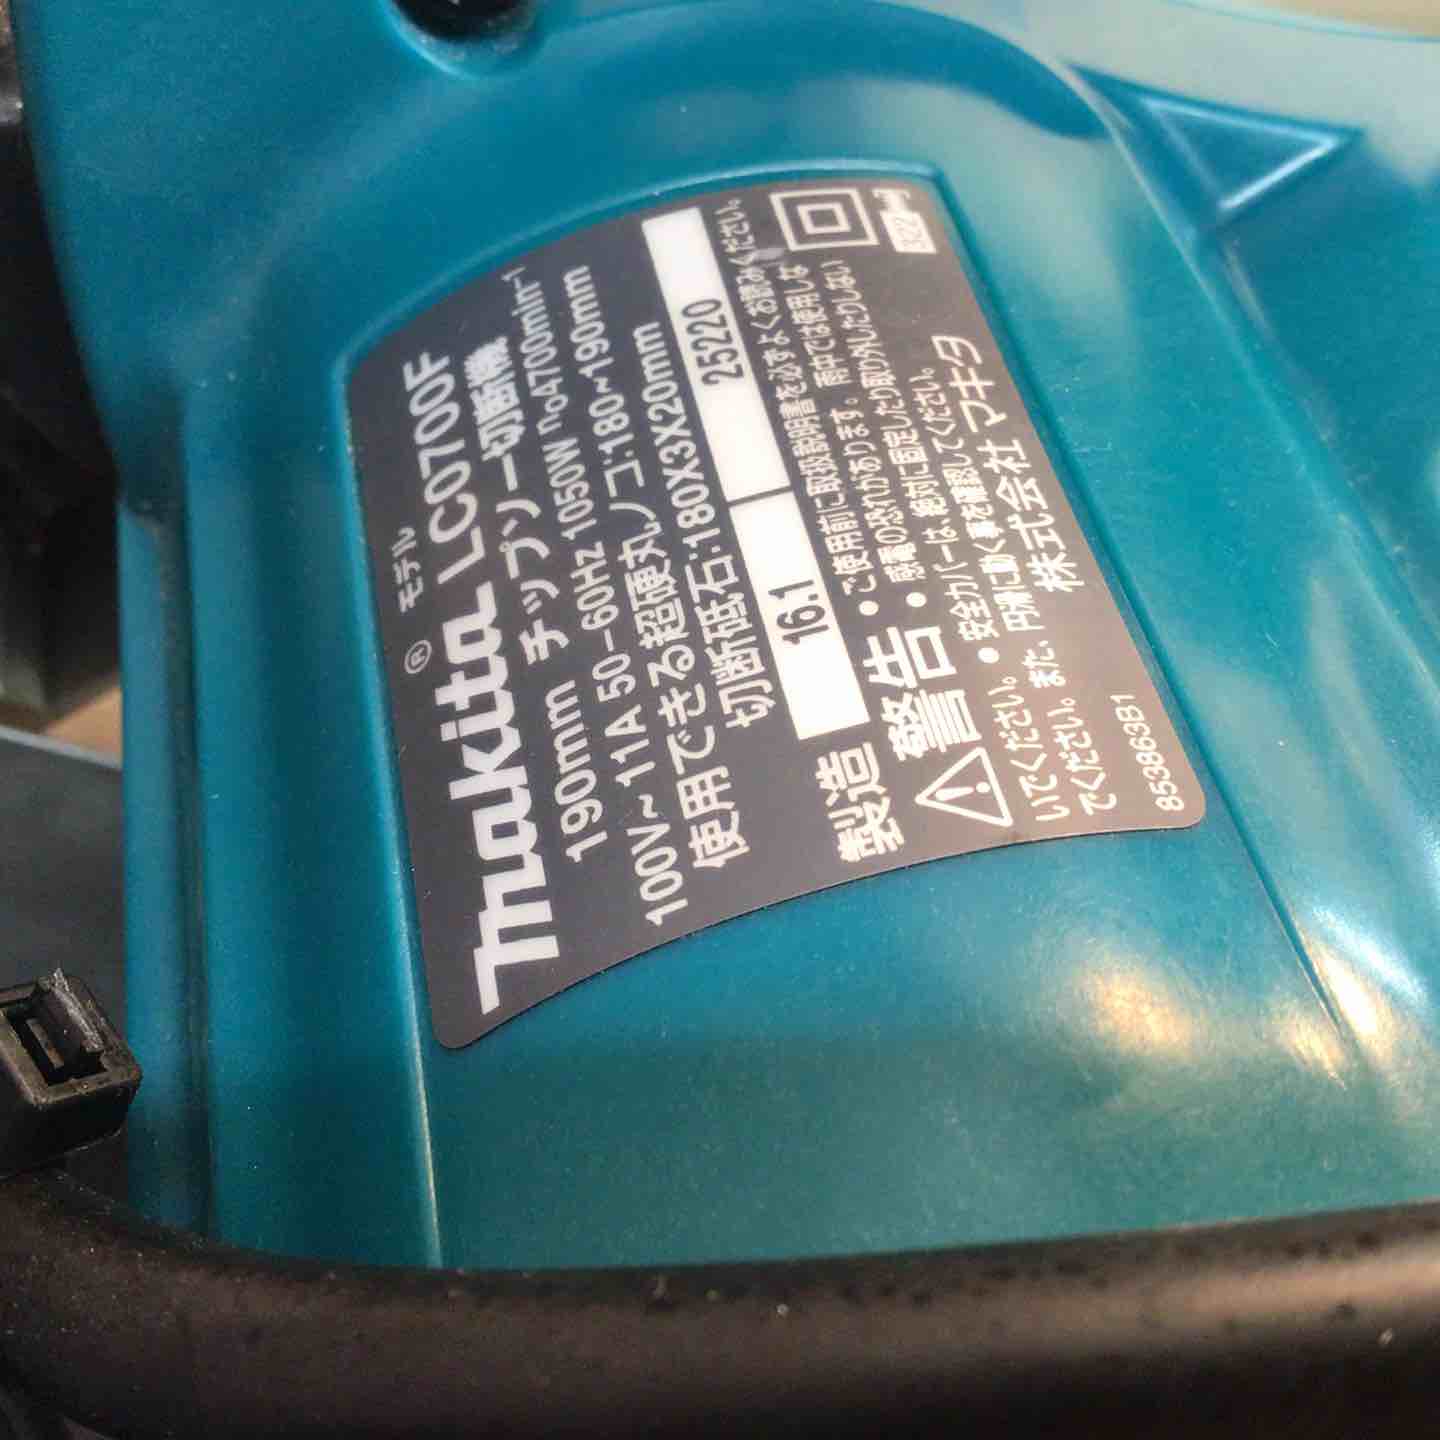 モデル
Makita® LC0700F
190mm チップソー切断機
100V~ 11A 50-60Hz 1050W no4700min-1
使用できる超硬丸ノコ:180~190mm
切断砥石:180X3X20mm
製造 16.1 25220
警告 • ご使用前に取扱説明書を必ずよくお読みください。
• 感電の恐れがあります。雨中では使用しな
いでください。 • 安全カバーは、絶対に固定したり取り外したりしない
でください。また、円滑に動く事を確認してください。
株式会社 マキタ
853863B1